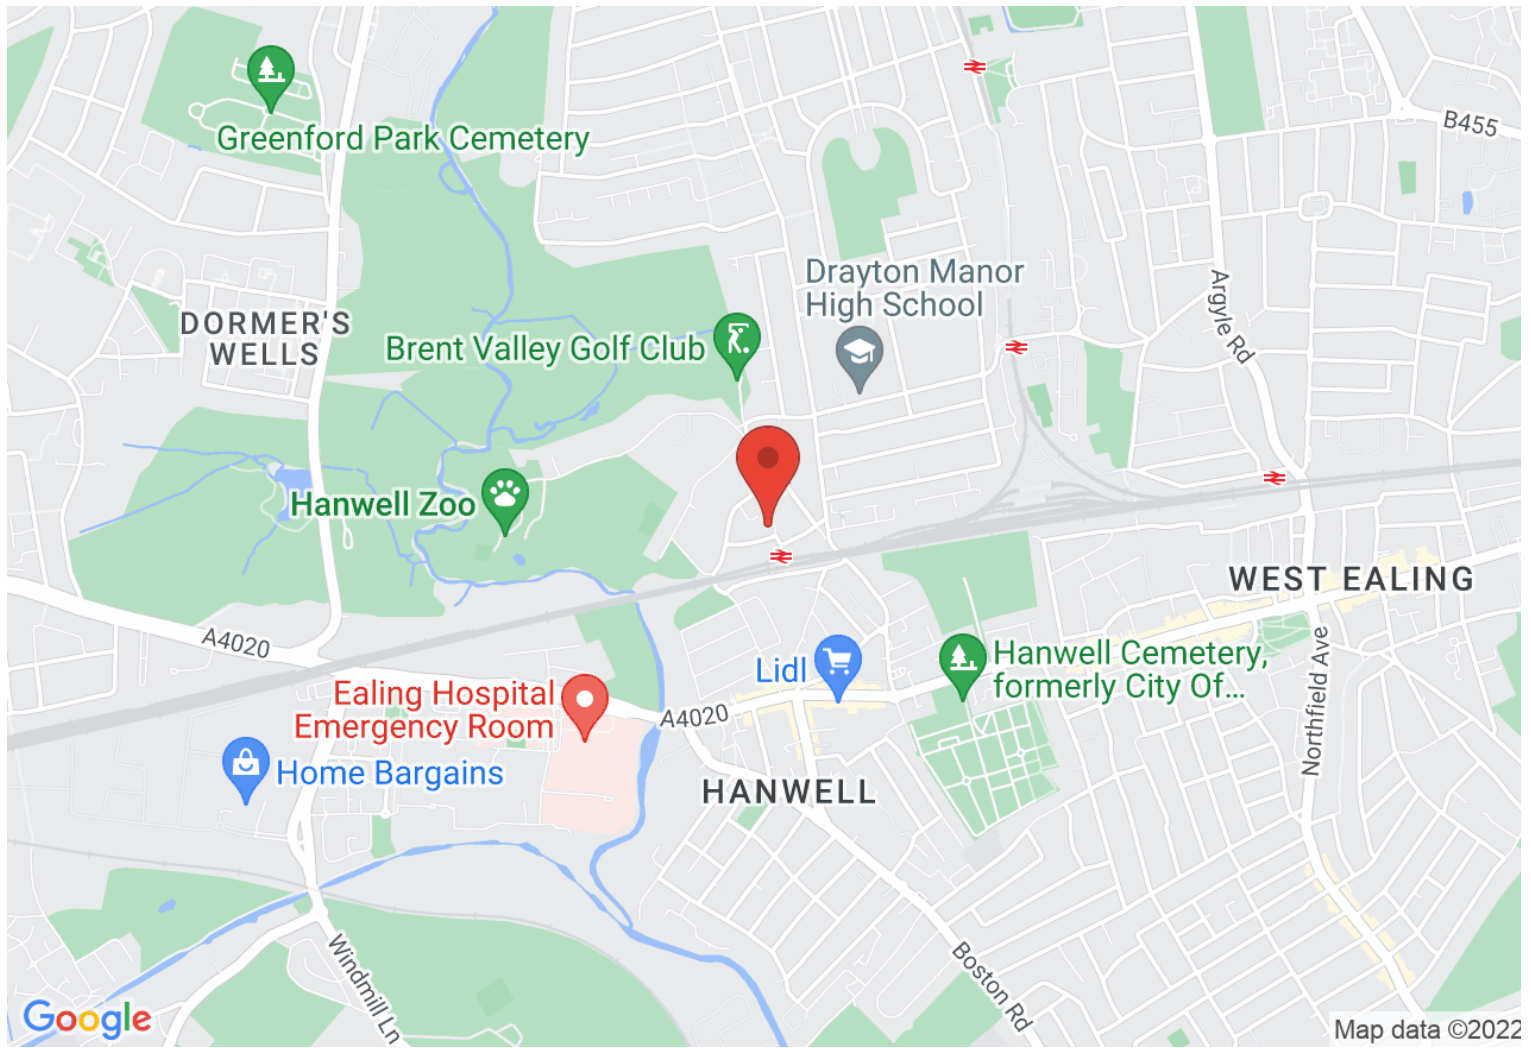 B455
Greenford Park Cemetery
Drayton Manor
High School
Argyle Rd
DORMER'S
WELLS
Brent Valley Golf Club
Hanwell Zoo
WEST EALING
A4020
Lidl
Hanwell Cemetery,
formerly City Of...
Northfield Ave
Ealing Hospital
Emergency Room
A4020
Home Bargains
HANWELL
Windmill Ln
Boston Rd
Google
Map data ©2022